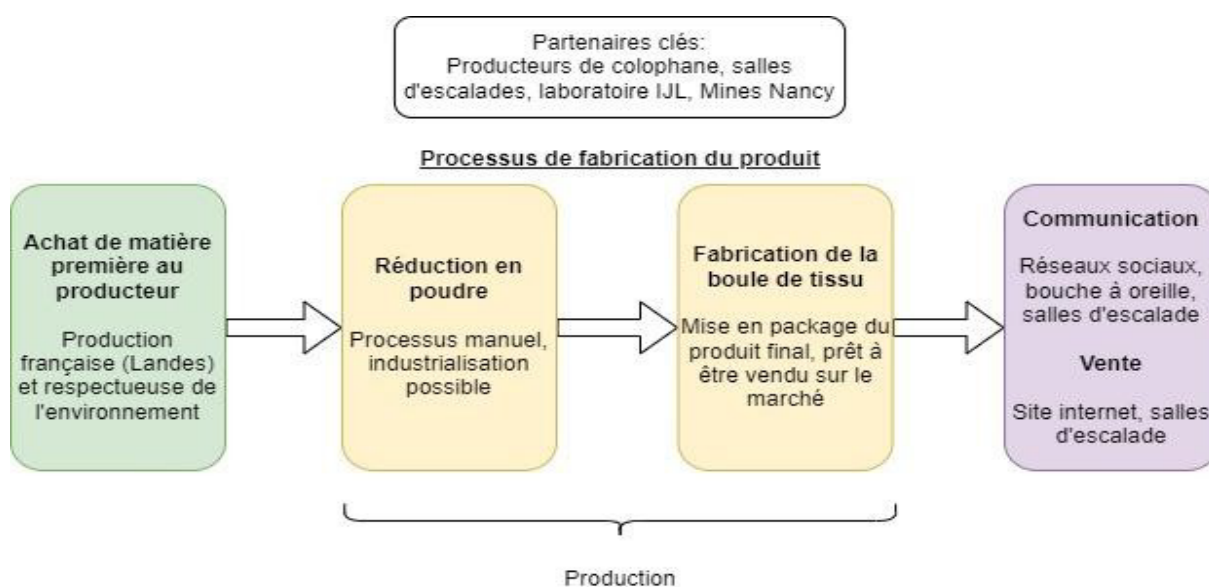 Partenaires clés:
Producteurs de colophane, salles
d'escalades, laboratoire IJL, Mines Nancy
Processus de fabrication du produit
Achat de matière
première au
producteur
Production
française (Landes)
et respectueuse de
l'environnement
Réduction en
poudre
Processus manuel,
industrialisation
possible
Fabrication de la
boule de tissu
Mise en package du
produit final, prêt à
être vendu sur le
marché
Communication
Réseaux sociaux,
bouche à oreille,
salles d'escalade
Vente
Site internet, salles
d'escalade
Production